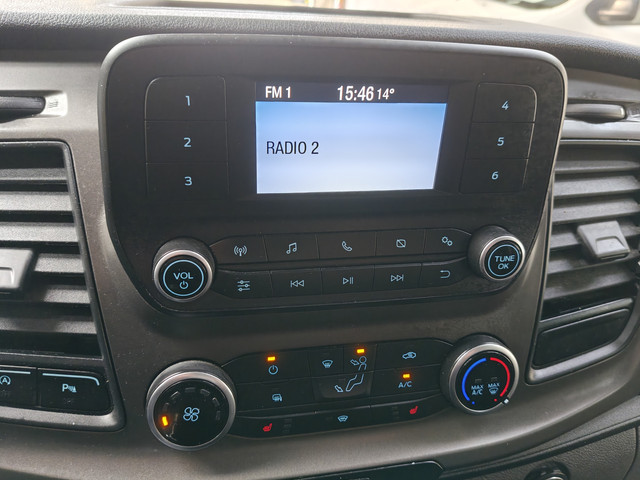 FM 1 15:46 14°
RADIO 2
1
2
3
4
5
6
VOL
TUNE
OK
A/C
MAX
A/C
MAX
A
P